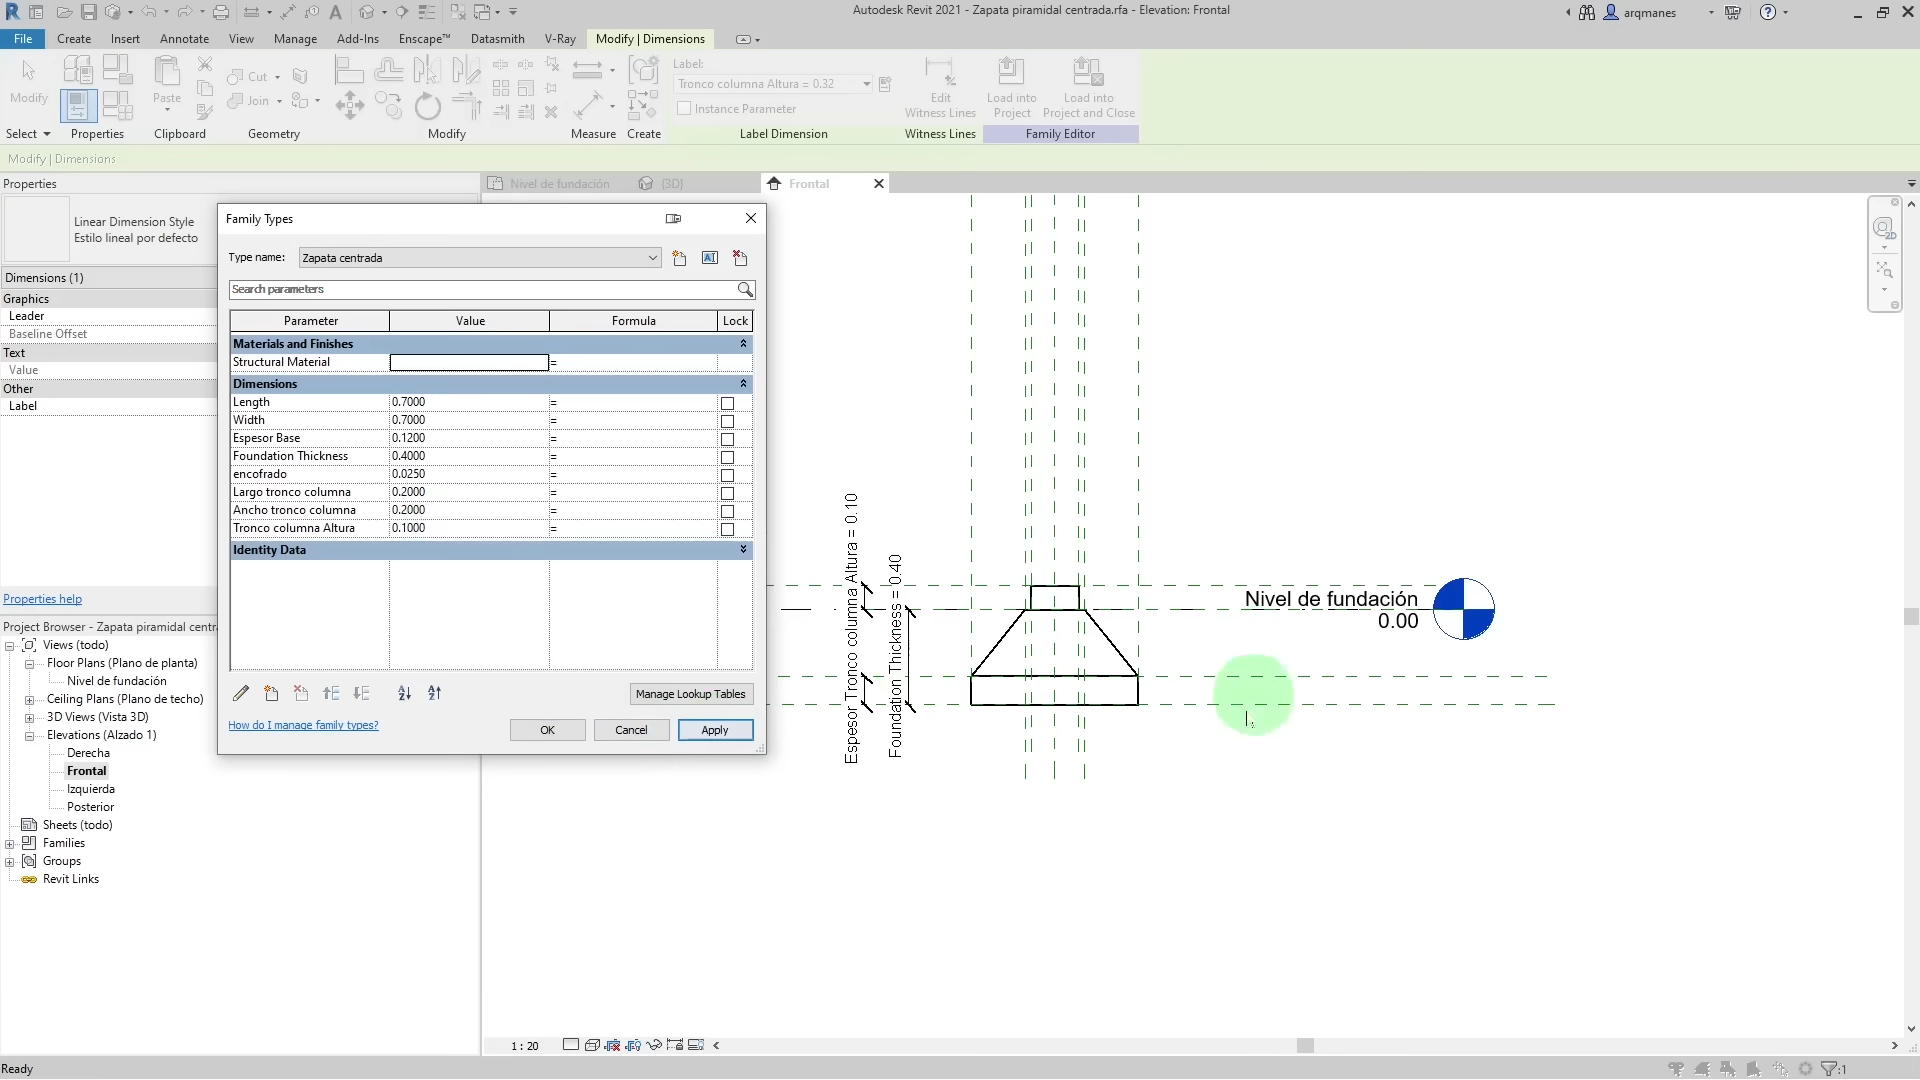 Autodesk Revit 2021 - Zapata piramidal centrada.rfa - Elevation: Frontal
arqmanes
File Create Insert Annotate View Manage Add-Ins Enscape™ Datasmith V-Ray Modify | Dimensions
Modify
Paste
Cut
Join
Label:
Tronco columna Altura = 0.32
Instance Parameter
Edit
Witness Lines
Load into
Project
Load into
Project and Close
Select Properties Clipboard Geometry Modify Measure Create Label Dimension Witness Lines Family Editor
Modify | Dimensions
Properties
Nivel de fundación
{3D}
Frontal
Linear Dimension Style
Estilo lineal por defecto
Dimensions (1)
Graphics
Leader
Baseline Offset
Text
Value
Other
Label
Properties help
Family Types
Type name: Zapata centrada
Search parameters
Parameter Value Formula Lock
Materials and Finishes
Structural Material =
Dimensions
Length 0.7000 =
Width 0.7000 =
Espesor Base 0.1200 =
Foundation Thickness 0.4000 =
encofrado 0.0250 =
Largo tronco columna 0.2000 =
Ancho tronco columna 0.2000 =
Tronco columna Altura 0.1000 =
Identity Data
Manage Lookup Tables
How do I manage family types?
OK Cancel Apply
Project Browser - Zapata piramidal centra
Views (todo)
Floor Plans (Plano de planta)
Nivel de fundación
Ceiling Plans (Plano de techo)
3D Views (Vista 3D)
Elevations (Alzado 1)
Derecha
Frontal
Izquierda
Posterior
Sheets (todo)
Families
Groups
Revit Links
Espesor Tronco columna Altura = 0.10
Foundation Thickness = 0.40
Nivel de fundación
0.00
2D
1 : 20
Ready
:1